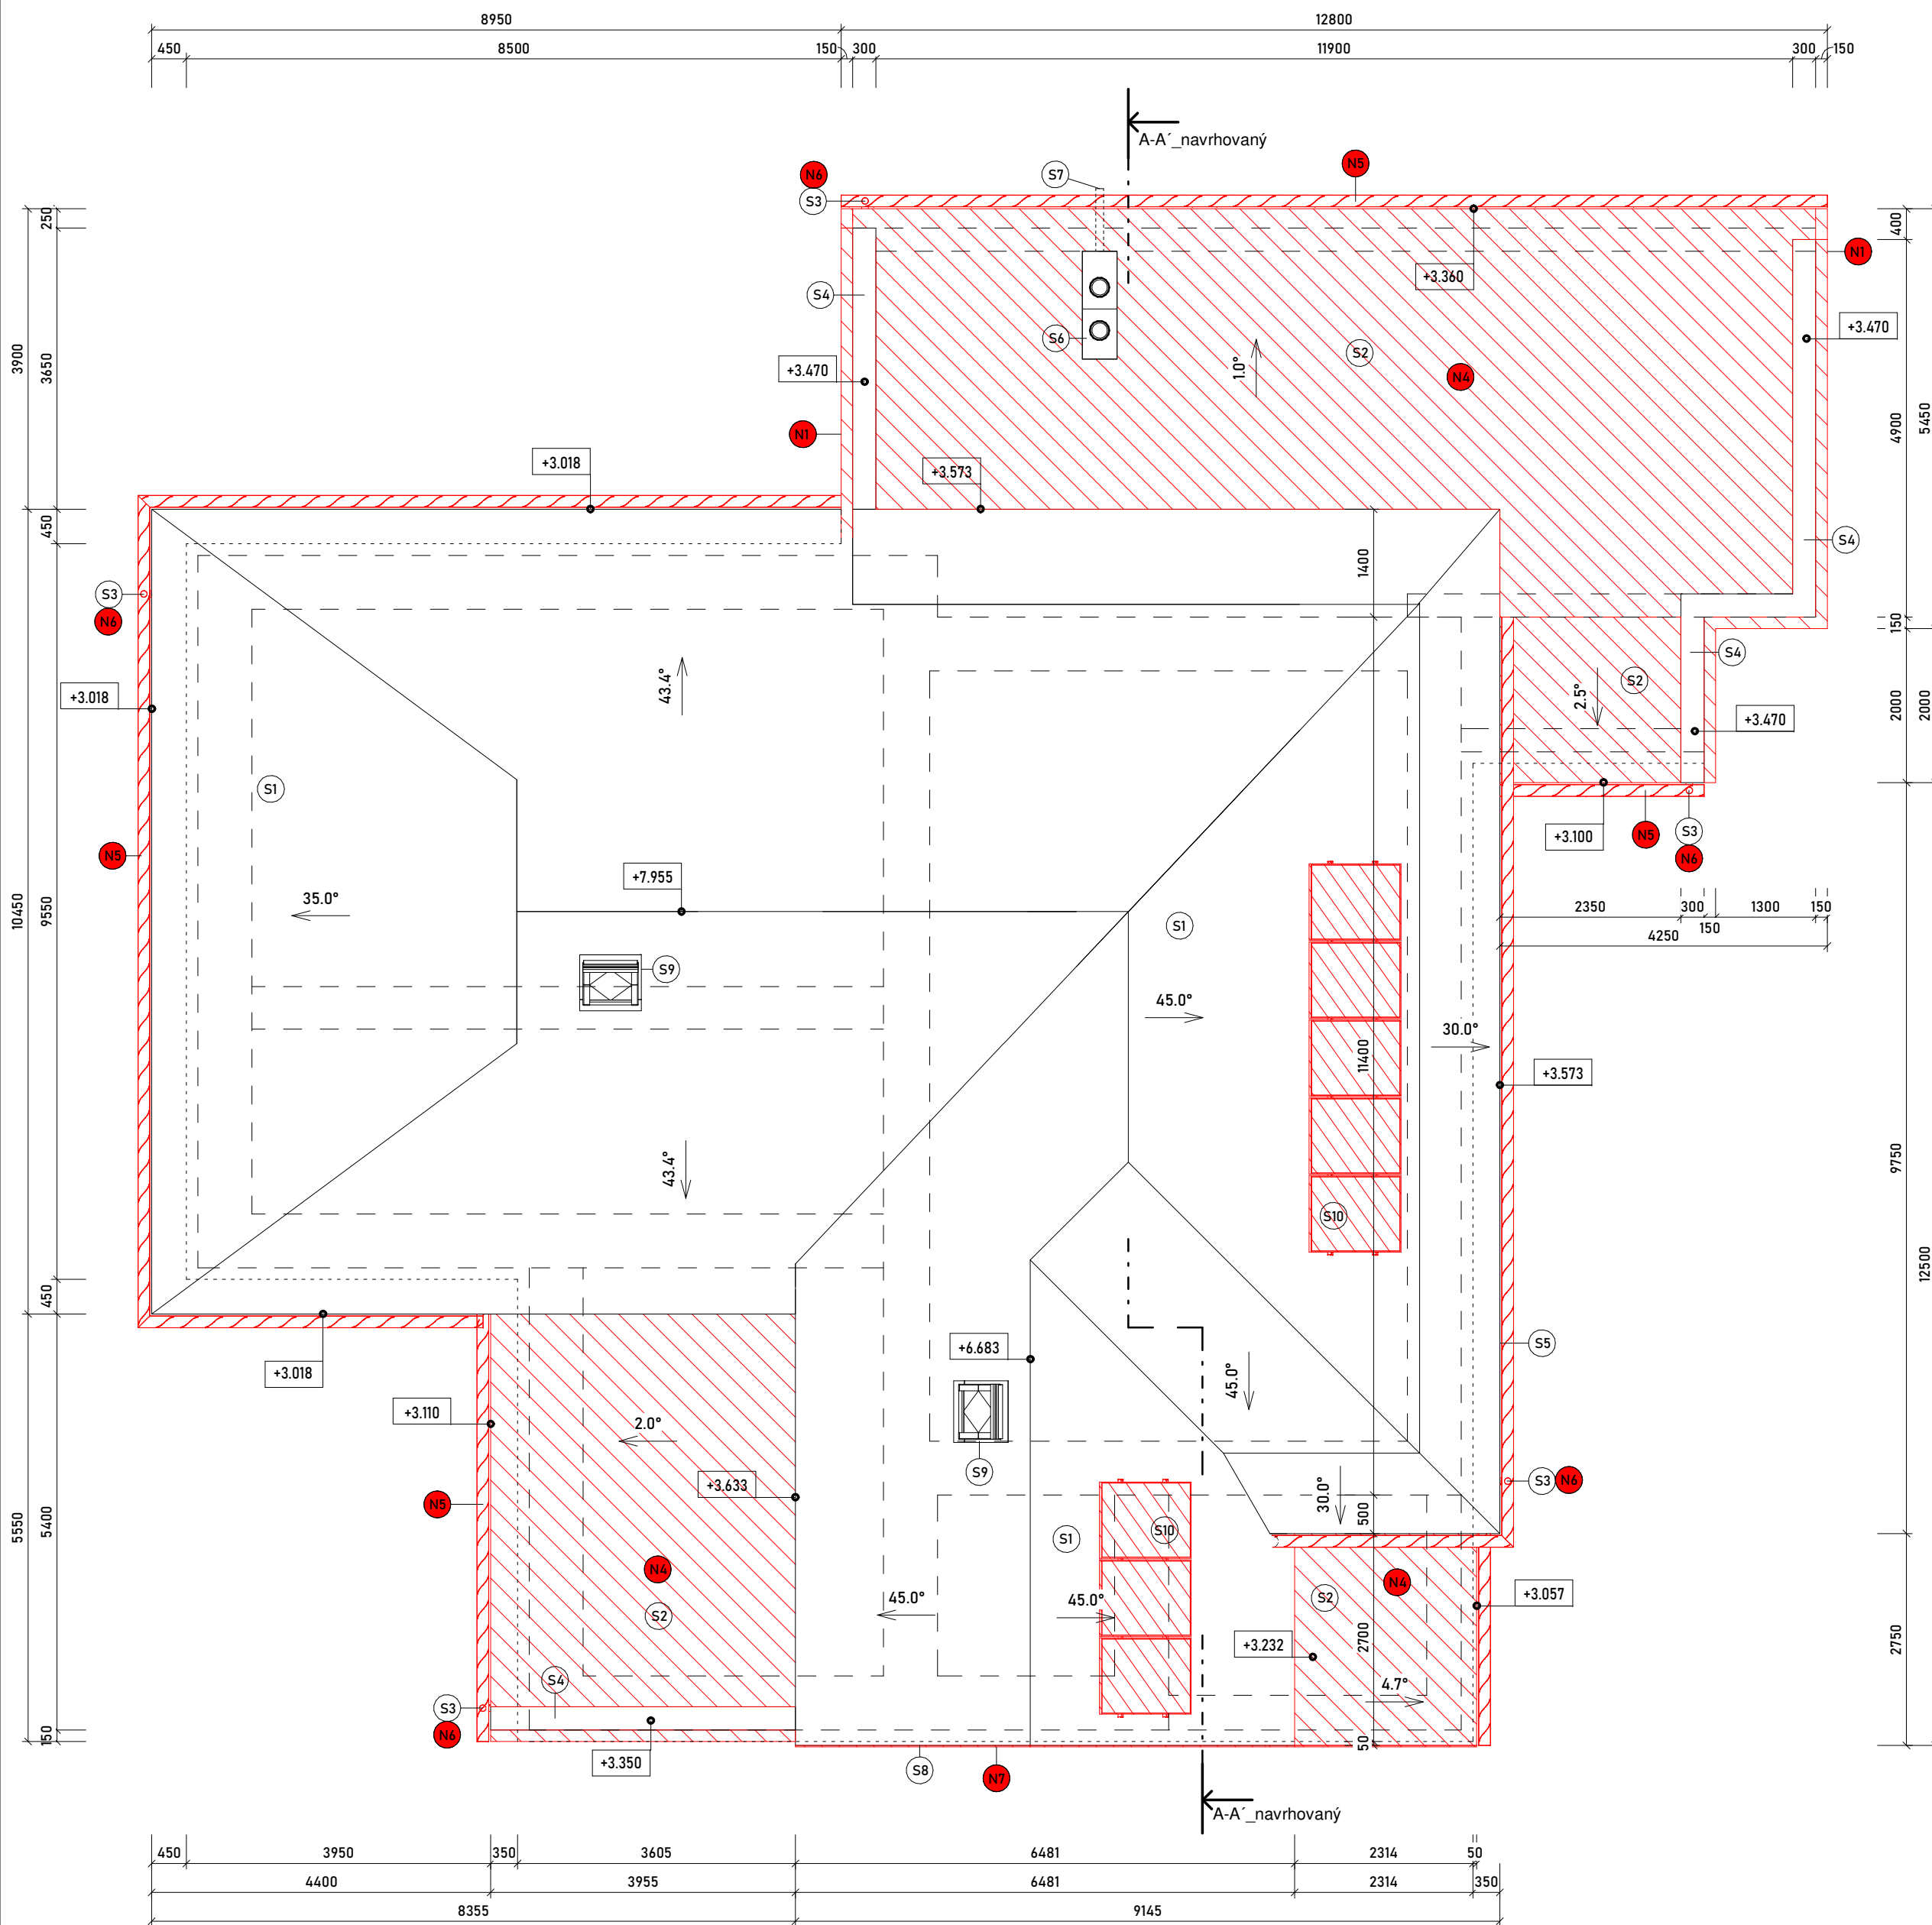 8950 12800
450 8500 150 300 11900 300 150
A-A´_navrhovaný
N6 S7 N5
S3
250 400
+3.360 N1
S4
+3.470
S6 S2
3900 3650 +3.470 1.0° N4
4900 5450
N1
+3.018 +3.573
450 1400 S4
S3
N6 150
S4
43.4° S2
+3.018 2.5° 2000 2000
+3.470
S1
+3.100 N5 S3
N5 N6
+7.955
35.0° S1 2350 300 1300 150
10450 9550 150
4250
S9
45.0° 30.0°
11400 +3.573
43.4° 9750
S10
12500
450
+6.683 S5
+3.018
45.0°
+3.110
2.0°
S9
+3.633 30.0° S3 N6
N5 500
5550 5400 S1 S10
N4 N4
45.0° 45.0° S2 +3.057
S2
+3.232 2700 2750
S4 4.7°
S3
N6 150
+3.350 50
S8 N7
A-A´_navrhovaný
450 3950 350 3605 6481 2314 50
4400 3955 6481 2314 350
8355 9145